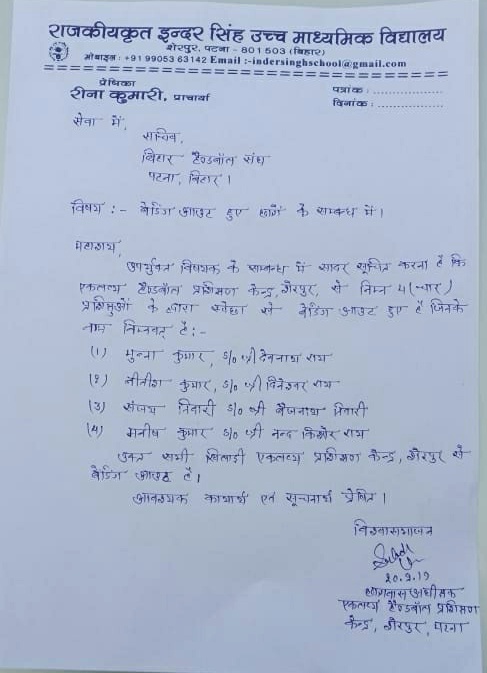 राजकीयकृत इन्दर सिंह उच्च माध्यमिक विद्यालय
शेरपुर, पटना - 801 503 (बिहार)
मोबाइल : +91 99053 63142 Email :-indersinghschool@gmail.com
प्रेषिका
रीना कुमारी, प्राचार्या
पत्रांक : ...................
दिनांक : ...................
सेवा में,
सचिव,
बिहार हैण्डबॉल संघ
पटना, बिहार।
विषय :- वेडिंग आउट हुए छात्रों के सम्बन्ध में।
महाशय,
उपर्युक्त विषयक के सम्बन्ध में सादर सूचित करना है कि
एकलव्य हैण्डबॉल प्रशिक्षण केन्द्र, शेरपुर, से निम्न 4 (चार)
प्रशिक्षुओं के द्वारा स्वेच्छा से वेडिंग आउट हुए हैं जिनके
नाम निम्नवत् हैं :-
(1) मुन्ना कुमार, s/o श्री देवनाथ राय
(2) नीतीश कुमार, s/o श्री दिनेश्वर राय
(3) संजय तिवारी s/o श्री बैजनाथ तिवारी
(4) मनीष कुमार s/o श्री नन्द किशोर राय
उक्त सभी खिलाड़ी एकलव्य प्रशिक्षण केन्द्र, शेरपुर से
वेडिंग आउट है।
आवश्यक कार्यार्थ एवं सूचनार्थ प्रेषित।
विश्वासभाजन
20.2.19
छात्रावास अधीक्षक
एकलव्य हैण्डबॉल प्रशिक्षण
केन्द्र, शेरपुर, पटना